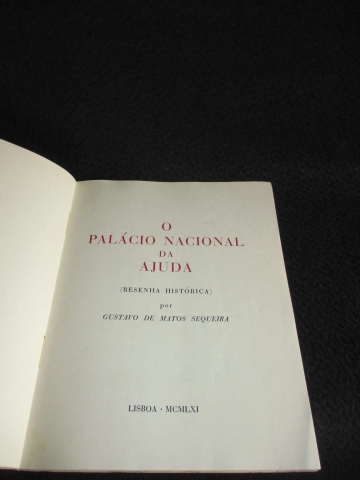 O
PALÁCIO NACIONAL
DA
AJUDA
(RESENHA HISTÓRICA)
por
GUSTAVO DE MATOS SEQUEIRA
LISBOA · MCMLXI